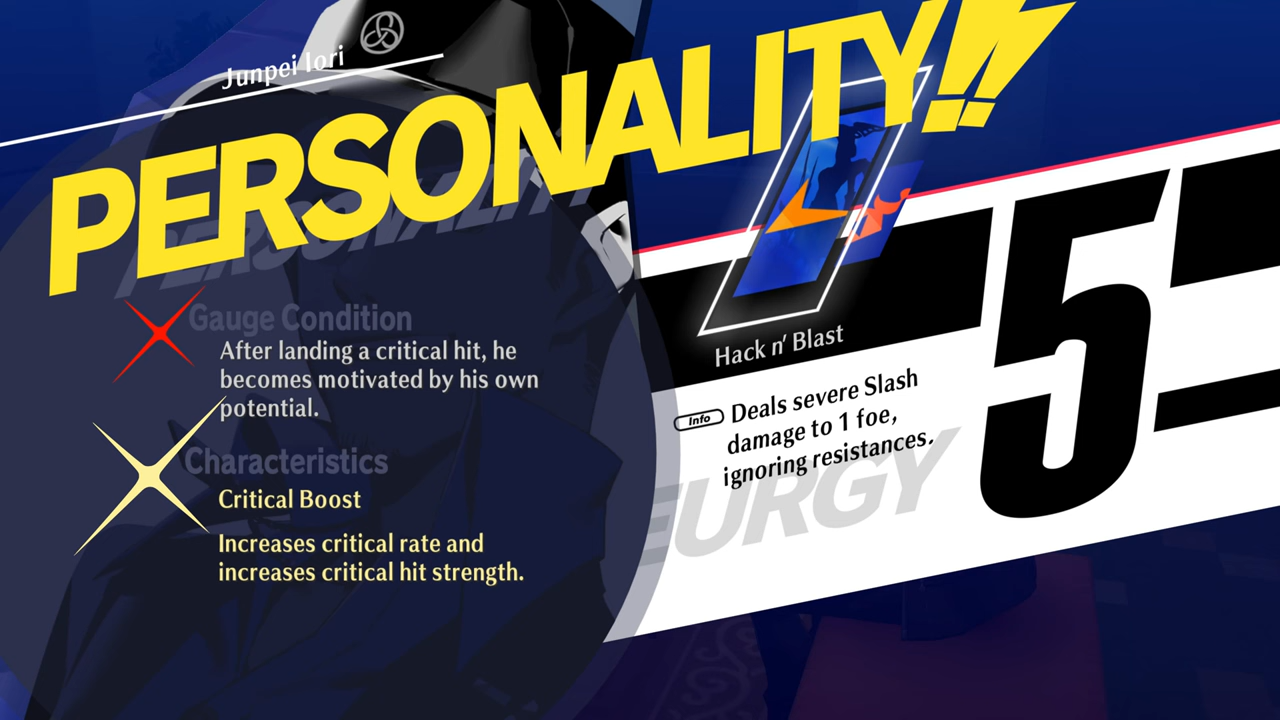 Junpei Iori
PERSONALITY!!
PERSONALITY
Gauge Condition
After landing a critical hit, he
becomes motivated by his own
potential.
Characteristics
Critical Boost
Increases critical rate and
increases critical hit strength.
Hack n' Blast
Info Deals severe Slash
damage to 1 foe,
ignoring resistances.
EURGY
5